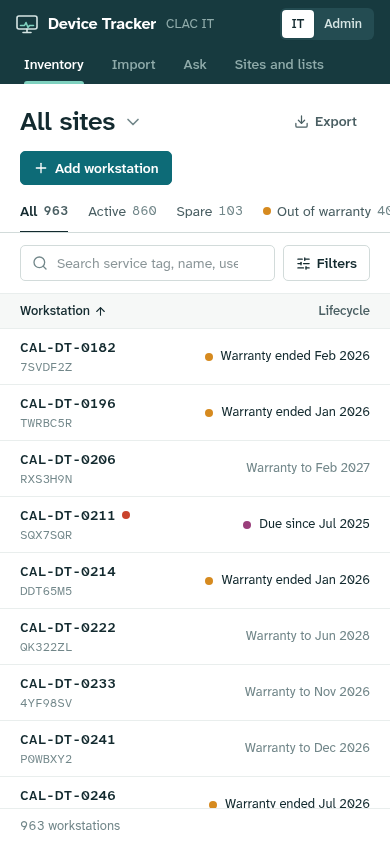 Device Tracker CLAC IT IT Admin
Inventory Import Ask Sites and lists
All sites Export
Add workstation
All 963 Active 860 Spare 103 Out of warranty
Search service tag, name, use Filters
Workstation Lifecycle
CAL-DT-0182 Warranty ended Feb 2026
7SVDF2Z
CAL-DT-0196 Warranty ended Jan 2026
TWRBC5R
CAL-DT-0206 Warranty to Feb 2027
RXS3H9N
CAL-DT-0211 Due since Jul 2025
SQX7SQR
CAL-DT-0214 Warranty ended Jan 2026
DDT65M5
CAL-DT-0222 Warranty to Jun 2028
QK322ZL
CAL-DT-0233 Warranty to Nov 2026
4YF98SV
CAL-DT-0241 Warranty to Dec 2026
P0WBXY2
CAL-DT-0246 Warranty ended Jul 2026
963 workstations